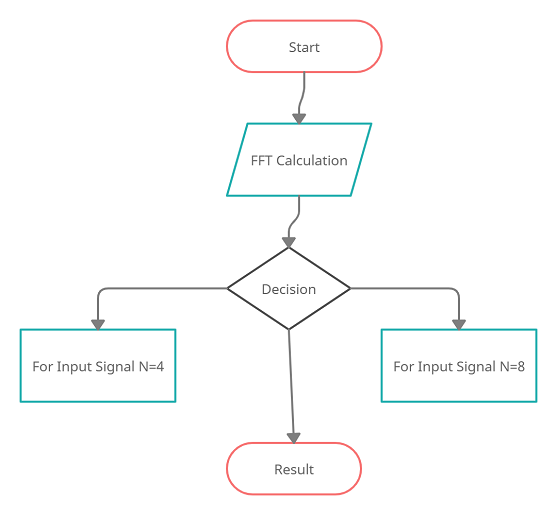 Start
FFT Calculation
Decision
For Input Signal N=4
For Input Signal N=8
Result